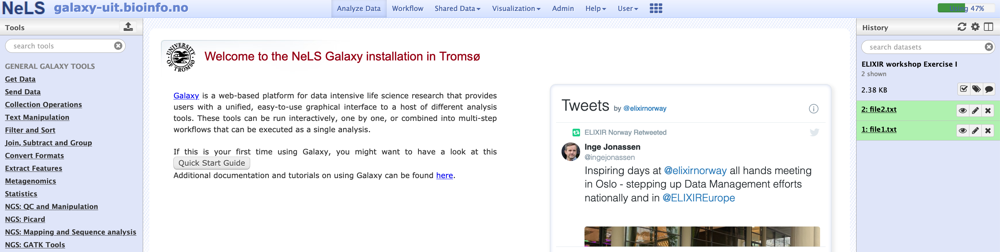 NeLS galaxy-uit.bioinfo.no
Analyze Data Workflow Shared Data Visualization Admin Help User
Using 47%
Tools
search tools
GENERAL GALAXY TOOLS
Get Data
Send Data
Collection Operations
Text Manipulation
Filter and Sort
Join, Subtract and Group
Convert Formats
Extract Features
Metagenomics
Statistics
NGS: QC and Manipulation
NGS: Picard
NGS: Mapping and Sequence analysis
NGS: GATK Tools
UNIVERSITY OF TROMSØ
Welcome to the NeLS Galaxy installation in Tromsø
Galaxy is a web-based platform for data intensive life science research that provides
users with a unified, easy-to-use graphical interface to a host of different analysis
tools. These tools can be run interactively, one by one, or combined into multi-step
workflows that can be executed as a single analysis.
If this is your first time using Galaxy, you might want to have a look at this
Quick Start Guide
Additional documentation and tutorials on using Galaxy can be found here.
Tweets by @elixirnorway
ELIXIR Norway Retweeted
Inge Jonassen
@ingejonassen
Inspiring days at @elixirnorway all hands meeting
in Oslo - stepping up Data Management efforts
nationally and in @ELIXIREurope
History
search datasets
ELIXIR workshop Exercise I
2 shown
2.38 KB
2: file2.txt
1: file1.txt